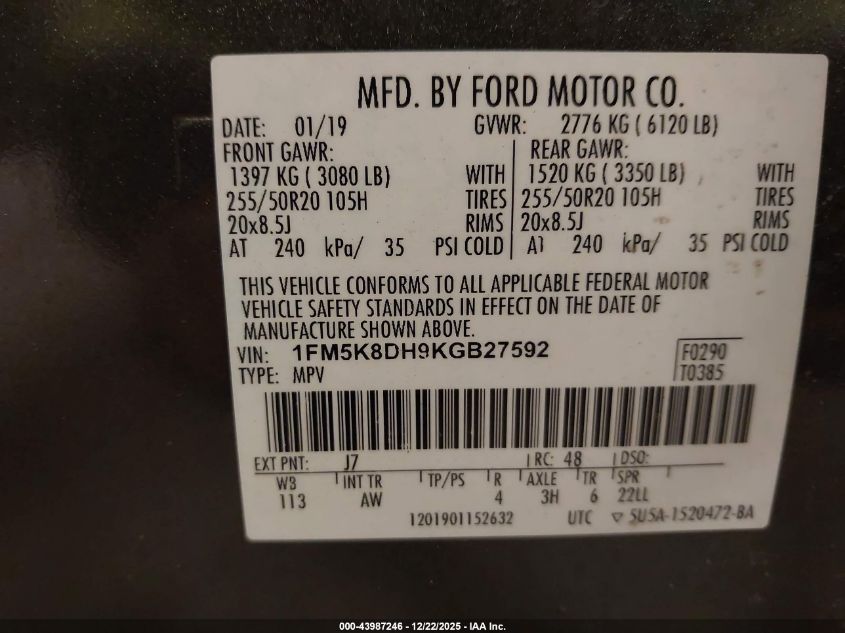 MFD. BY FORD MOTOR CO.
DATE: 01/19 GVWR: 2776 KG ( 6120 LB)
FRONT GAWR: REAR GAWR:
1397 KG ( 3080 LB) WITH 1520 KG ( 3350 LB) WITH
255/50R20 105H TIRES 255/50R20 105H TIRES
20x8.5J RIMS 20x8.5J RIMS
AT 240 kPa/ 35 PSI COLD AT 240 kPa/ 35 PSI COLD
THIS VEHICLE CONFORMS TO ALL APPLICABLE FEDERAL MOTOR
VEHICLE SAFETY STANDARDS IN EFFECT ON THE DATE OF
MANUFACTURE SHOWN ABOVE.
VIN: 1FM5K8DH9KGB27592 F0290
TYPE: MPV T0385
EXT PNT: J7 RC: 48 DSO:
W3 INT TR TP/PS R AXLE TR SPR
113 AW 4 3H 6 22LL
1201901152632 UTC ▽ 5U5A-1520472-BA
000-43987246 - 12/22/2025 - IAA Inc.